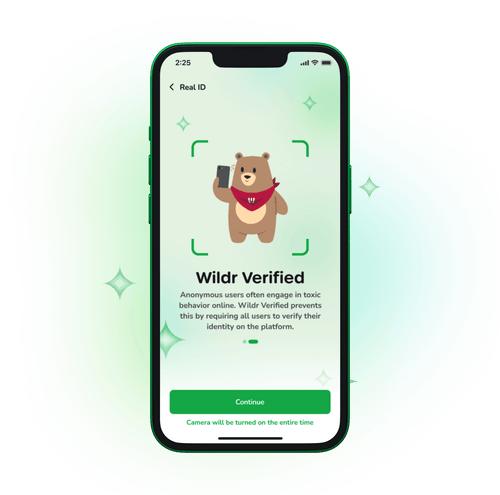 2:25
Real ID
Wildr Verified
Anonymous users often engage in toxic
behavior online. Wildr Verified prevents
this by requiring all users to verify their
identity on the platform.
Continue
Camera will be turned on the entire time